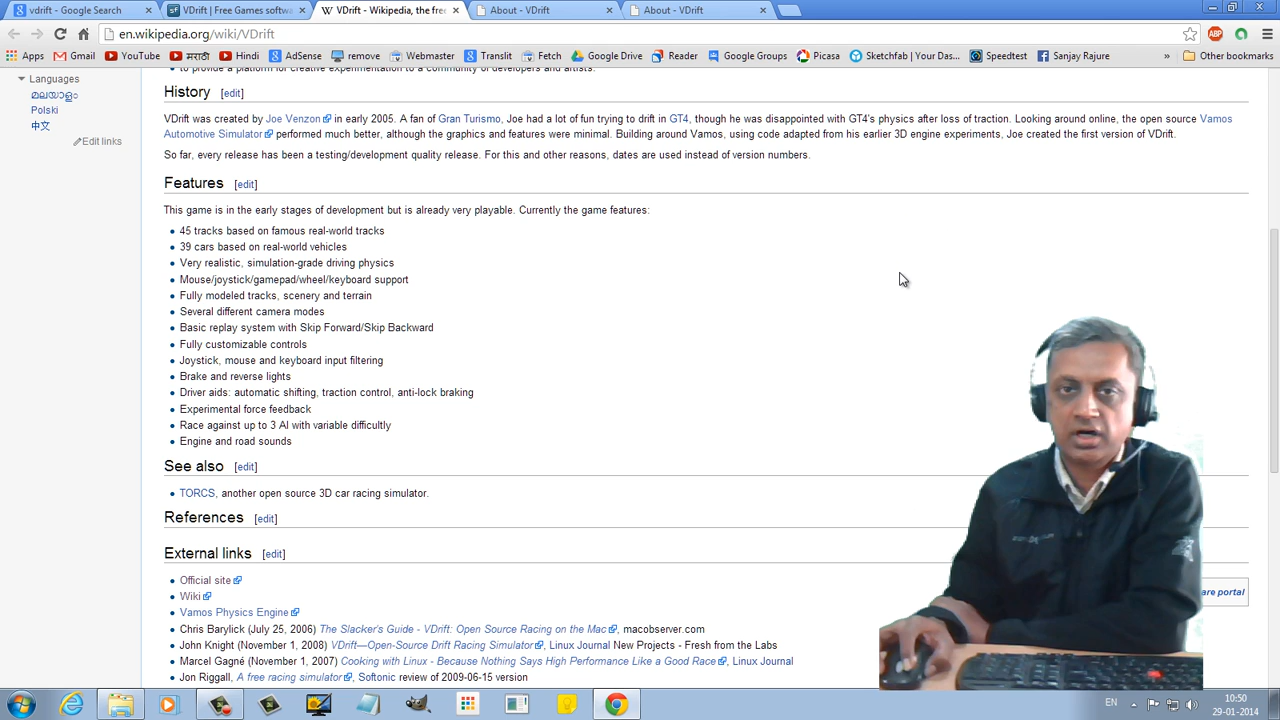 vdrift - Google Search
VDrift | Free Games softwa
VDrift - Wikipedia, the fre
About - VDrift
About - VDrift
en.wikipedia.org/wiki/VDrift
Apps
Gmail
YouTube
मराठी
Hindi
AdSense
remove
Webmaster
Translit
Fetch
Google Drive
Reader
Google Groups
Picasa
Sketchfab | Your Das...
Speedtest
Sanjay Rajure
»
Other bookmarks
Languages
മലയാളം
Polski
中文
Edit links
to provide a platform for creative experimentation to a community of developers and artists.
History [edit]
VDrift was created by Joe Venzon in early 2005. A fan of Gran Turismo, Joe had a lot of fun trying to drift in GT4, though he was disappointed with GT4's physics after loss of traction. Looking around online, the open source Vamos
Automotive Simulator performed much better, although the graphics and features were minimal. Building around Vamos, using code adapted from his earlier 3D engine experiments, Joe created the first version of VDrift.
So far, every release has been a testing/development quality release. For this and other reasons, dates are used instead of version numbers.
Features [edit]
This game is in the early stages of development but is already very playable. Currently the game features:
• 45 tracks based on famous real-world tracks
• 39 cars based on real-world vehicles
• Very realistic, simulation-grade driving physics
• Mouse/joystick/gamepad/wheel/keyboard support
• Fully modeled tracks, scenery and terrain
• Several different camera modes
• Basic replay system with Skip Forward/Skip Backward
• Fully customizable controls
• Joystick, mouse and keyboard input filtering
• Brake and reverse lights
• Driver aids: automatic shifting, traction control, anti-lock braking
• Experimental force feedback
• Race against up to 3 AI with variable difficultly
• Engine and road sounds
See also [edit]
• TORCS, another open source 3D car racing simulator.
References [edit]
External links [edit]
• Official site
• Wiki
are portal
• Vamos Physics Engine
• Chris Barylick (July 25, 2006) The Slacker's Guide - VDrift: Open Source Racing on the Mac, macobserver.com
• John Knight (November 1, 2008) VDrift—Open-Source Drift Racing Simulator, Linux Journal New Projects - Fresh from the Labs
• Marcel Gagné (November 1, 2007) Cooking with Linux - Because Nothing Says High Performance Like a Good Race, Linux Journal
• Jon Riggall, A free racing simulator, Softonic review of 2009-06-15 version
EN
10:50
29-01-2014